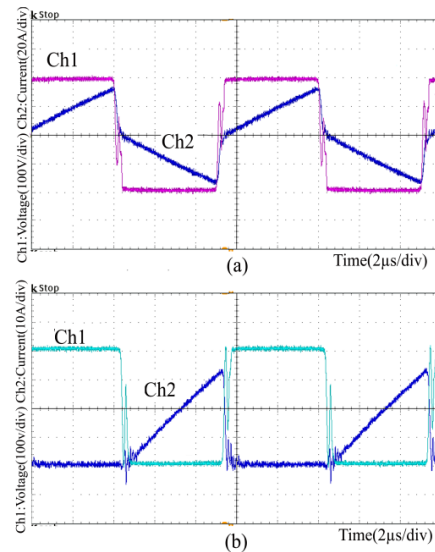 k Stop
Ch1:Voltage(100V/div) Ch2:Current(20A/div)
Ch1
Ch2
Time(2µs/div)
(a)
k Stop
Ch1:Voltage(100v/div) Ch2:Current(10A/div)
Ch1
Ch2
Time(2µs/div)
(b)